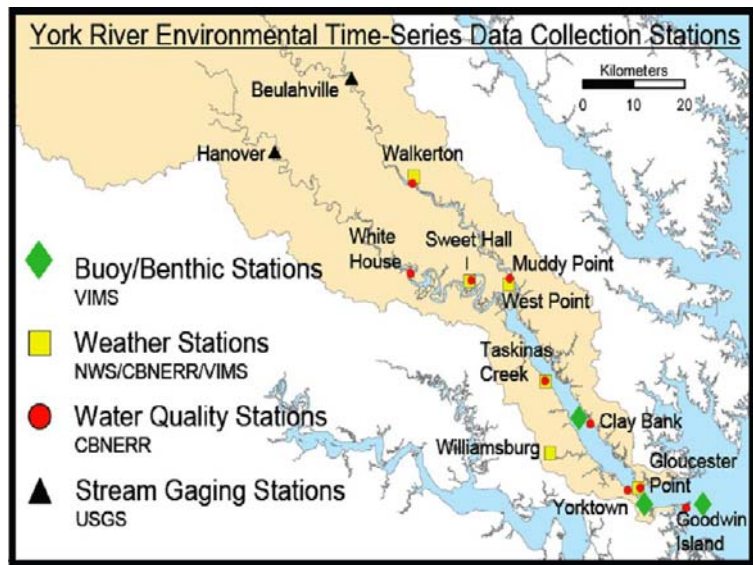 York River Environmental Time-Series Data Collection Stations
Kilometers
0 10 20
Beulahville
Hanover
Walkerton
White
House
Sweet Hall
Muddy Point
West Point
Taskinas
Creek
Clay Bank
Williamsburg
Gloucester
Point
Yorktown
Goodwin
Island
Buoy/Benthic Stations
VIMS
Weather Stations
NWS/CBNERR/VIMS
Water Quality Stations
CBNERR
Stream Gaging Stations
USGS